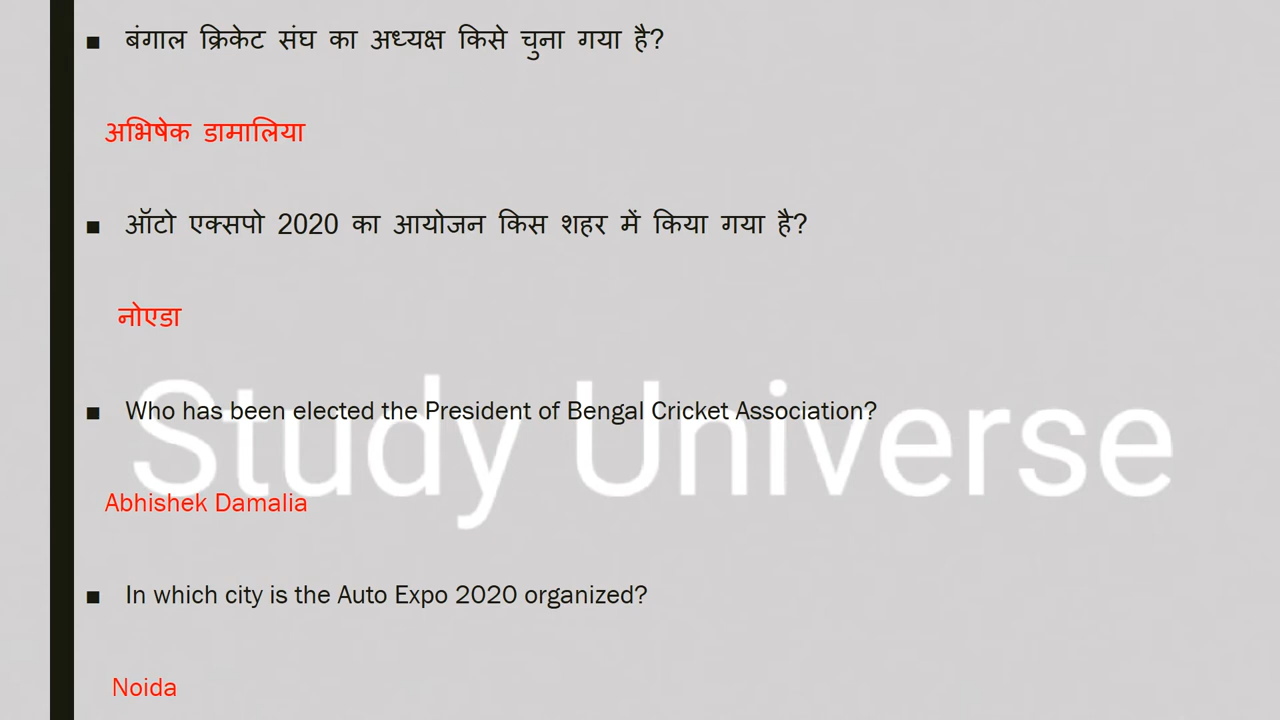 ■ बंगाल क्रिकेट संघ का अध्यक्ष किसे चुना गया है?
अभिषेक डामालिया
■ ऑटो एक्सपो 2020 का आयोजन किस शहर में किया गया है?
नोएडा
■ Who has been elected the President of Bengal Cricket Association?
Study Universe
Abhishek Damalia
■ In which city is the Auto Expo 2020 organized?
Noida